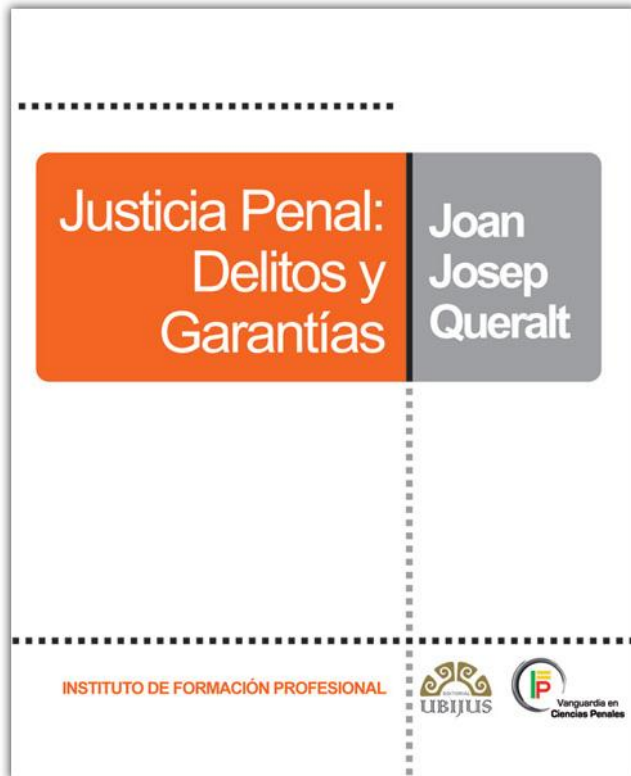 Justicia Penal:
Delitos y
Garantías
Joan
Josep
Queralt
INSTITUTO DE FORMACIÓN PROFESIONAL
EDITORIAL
UBIJUS
IFP
Vanguardia en
Ciencias Penales